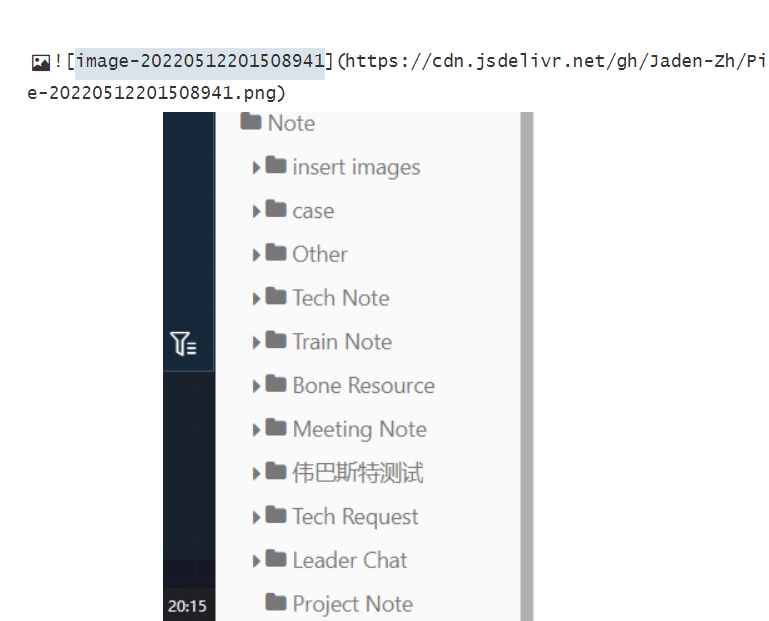 ![image-20220512201508941](https://cdn.jsdelivr.net/gh/Jaden-Zh/Pi
e-20220512201508941.png)
Note
insert images
case
Other
Tech Note
Train Note
Bone Resource
Meeting Note
伟巴斯特测试
Tech Request
Leader Chat
20:15 Project Note